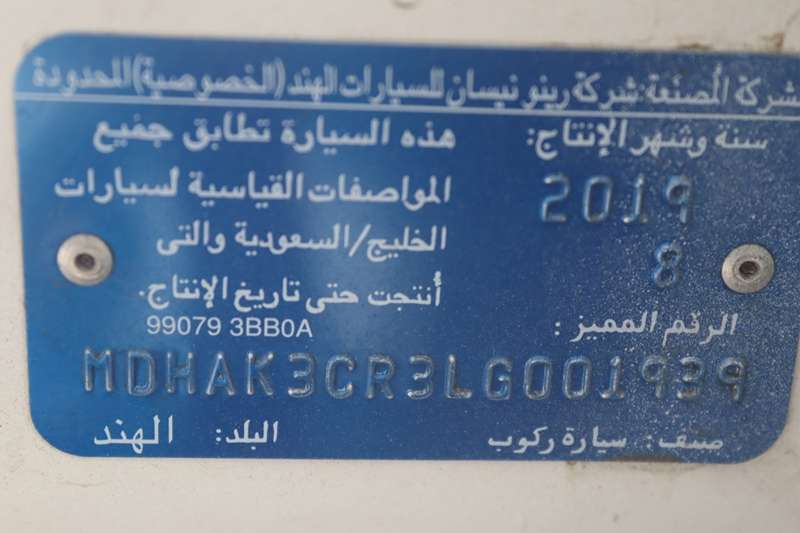 الشركة المصنعة: شركة رينو نيسان للسيارات الهند (الخصوصية) المحدودة
سنة وشهر الإنتاج:
2019
8
هذه السيارة تطابق جميع
المواصفات القياسية لسيارات
الخليج/السعودية والتى
أنتجت حتى تاريخ الإنتاج.
99079 3BB0A
الرقم المميز:
MDHAK3CR3LG001939
صنف: سيارة ركوب
البلد: الهند